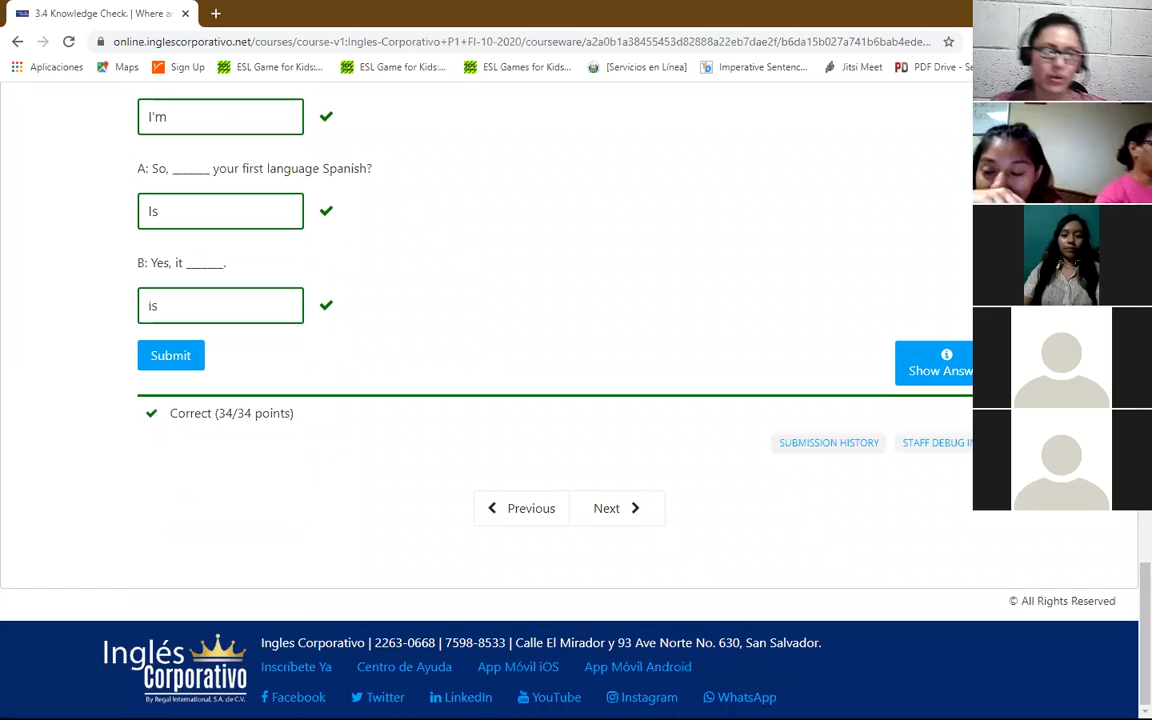 3.4 Knowledge Check. | Where a
online.inglescorporativo.net/courses/course-v1:Ingles-Corporativo+P1+FI-10-2020/courseware/a2a0b1a38455453d82888a22eb7dae2f/b6da15b027a741b6bab4ede...
Aplicaciones Maps Sign Up ESL Game for Kids:... ESL Game for Kids:... ESL Games for Kids:... [Servicios en Línea] Imperative Sentenc... Jitsi Meet PDF Drive - Se
I'm
A: So, ______ your first language Spanish?
Is
B: Yes, it ______.
is
Submit
Show Answ
Correct (34/34 points)
SUBMISSION HISTORY STAFF DEBUG IN
Previous Next
© All Rights Reserved
Inglés Corporativo
By Regal International, S.A. de C.V.
Ingles Corporativo | 2263-0668 | 7598-8533 | Calle El Mirador y 93 Ave Norte No. 630, San Salvador.
Inscríbete Ya Centro de Ayuda App Móvil iOS App Móvil Android
Facebook Twitter LinkedIn YouTube Instagram WhatsApp